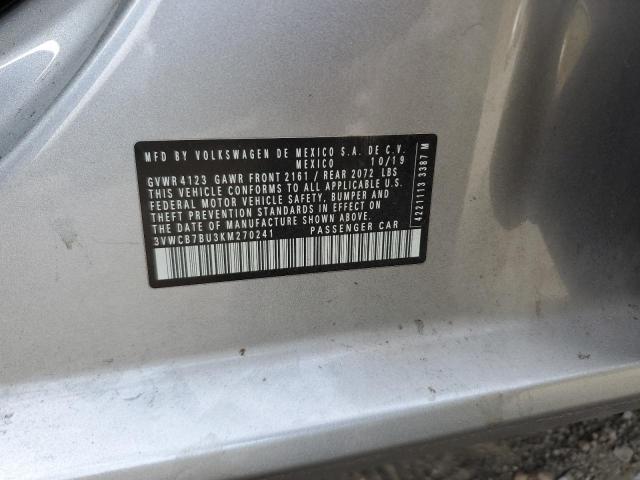 MFD BY VOLKSWAGEN DE MEXICO S.A. DE C.V.
MEXICO 10/19
GVWR 4123 GAWR FRONT 2161 / REAR 2072 LBS
THIS VEHICLE CONFORMS TO ALL APPLICABLE U.S.
FEDERAL MOTOR VEHICLE SAFETY, BUMPER AND
THEFT PREVENTION STANDARDS IN EFFECT ON
THE DATE OF MANUFACTURE SHOWN ABOVE
3VWCB7BU3KM270241 PASSENGER CAR
4221113 3387 M